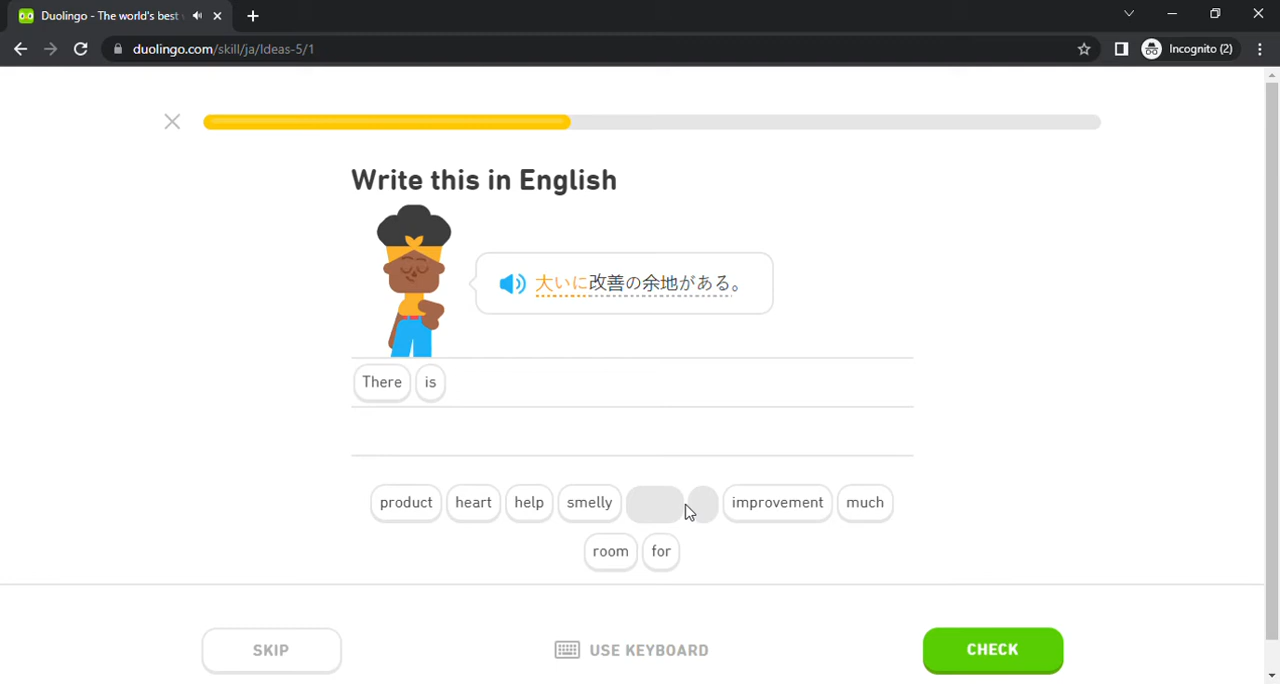 Duolingo - The world's best
duolingo.com/skill/ja/Ideas-5/1
Incognito (2)
Write this in English
大いに改善の余地がある。
There is
product heart help smelly improvement much
room for
SKIP
USE KEYBOARD
CHECK